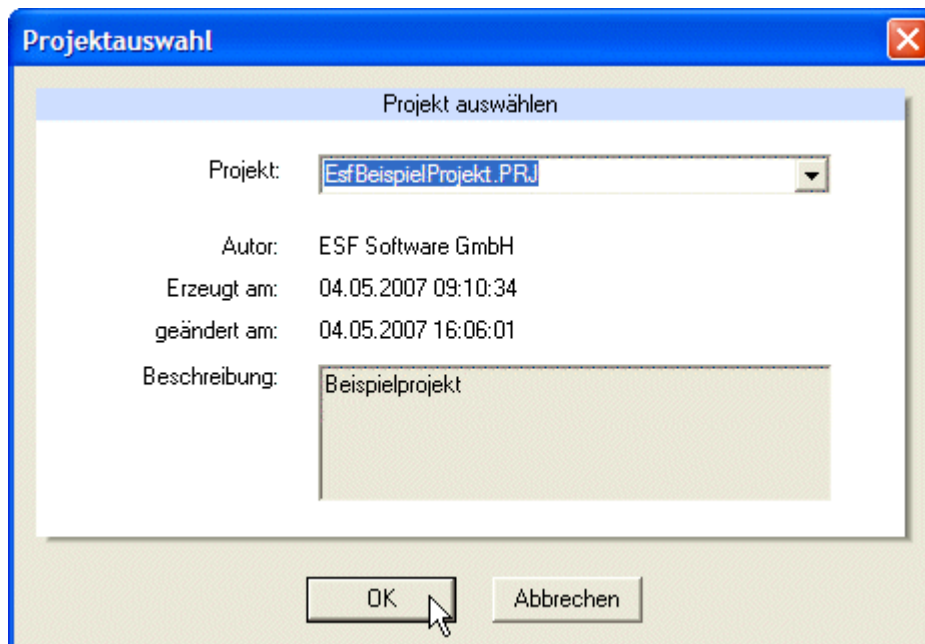 Projektauswahl
Projekt auswählen
Projekt: EsfBeispielProjekt.PRJ
Autor: ESF Software GmbH
Erzeugt am: 04.05.2007 09:10:34
geändert am: 04.05.2007 16:06:01
Beschreibung: Beispielprojekt
OK Abbrechen